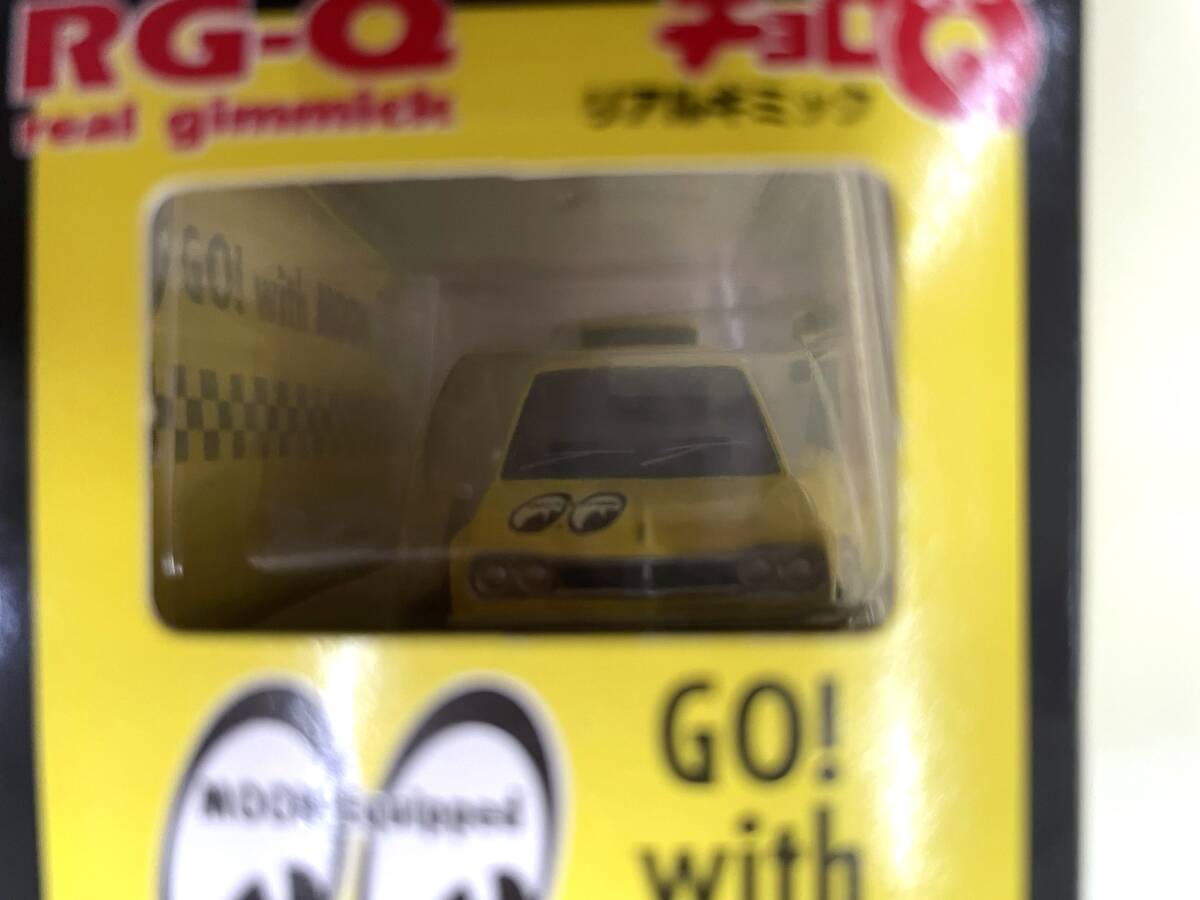 RG-Q
real gimmick
チョロQ
リアルギミック
GO! with moon
MOON Equipped
GO!
with